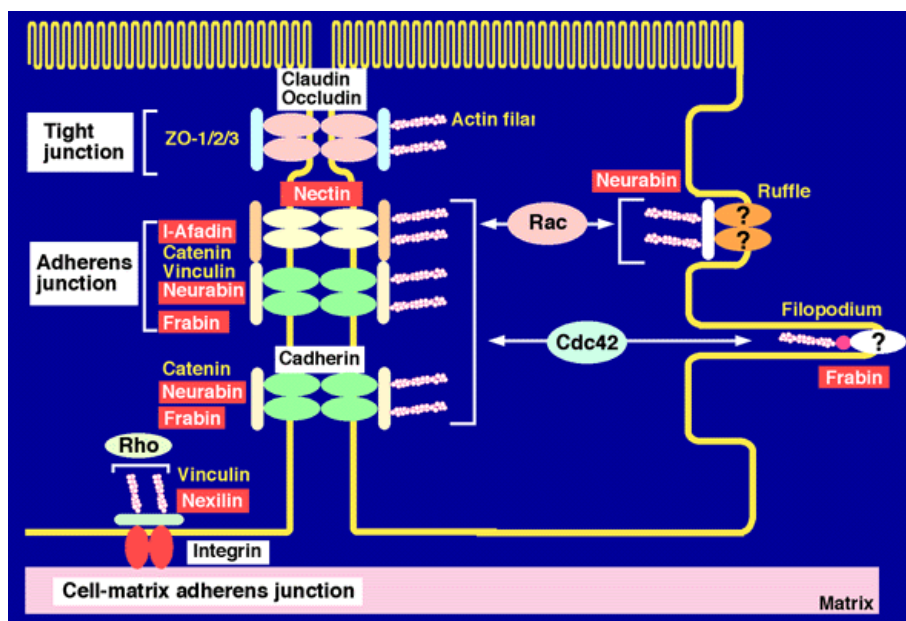 Claudin
Occludin
Tight
junction
ZO-1/2/3
Actin filar
Nectin
Neurabin
Ruffle
?
?
Rac
Adherens
junction
l-Afadin
Catenin
Vinculin
Neurabin
Frabin
Filopodium
Cdc42
?
Frabin
Cadherin
Catenin
Neurabin
Frabin
Rho
Vinculin
Nexilin
Integrin
Cell-matrix adherens junction
Matrix